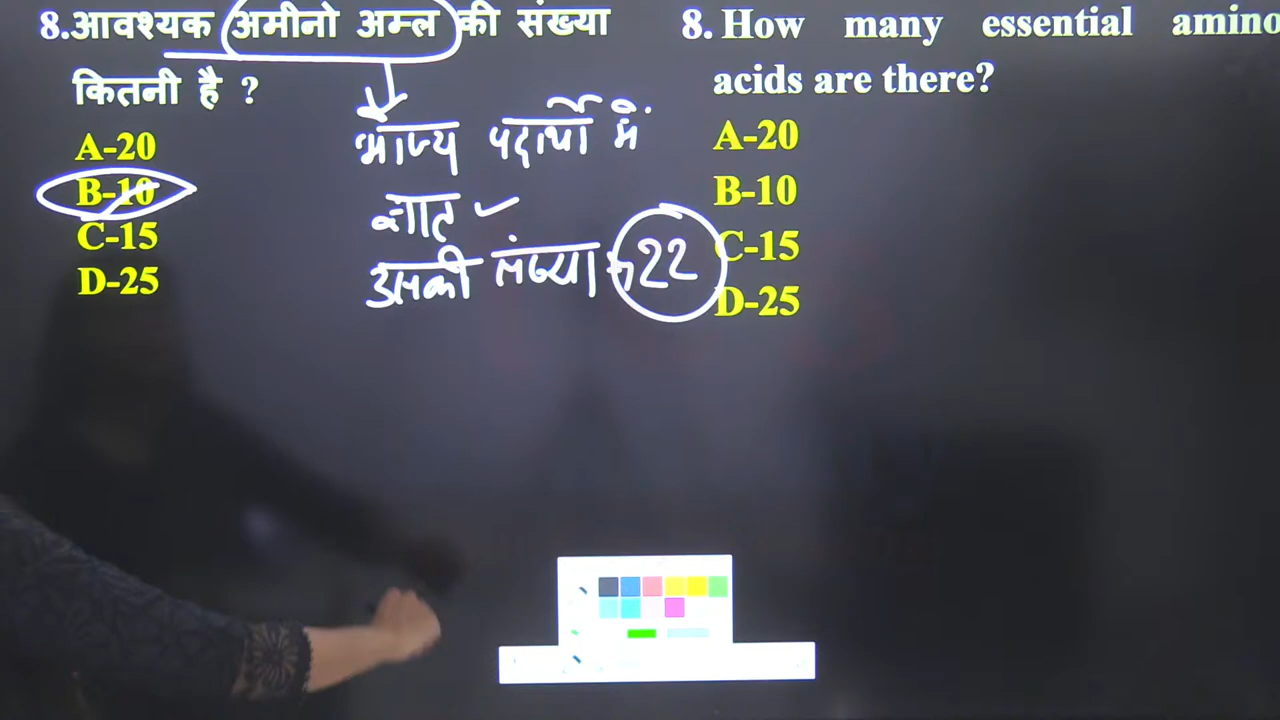 8.आवश्यक अमीनो अम्ल की संख्या
कितनी है ?
A-20
B-10
C-15
D-25
भोज्य पदार्थो में
ज्ञात
उसकी संख्या 22
8. How many essential amino
acids are there?
A-20
B-10
C-15
D-25